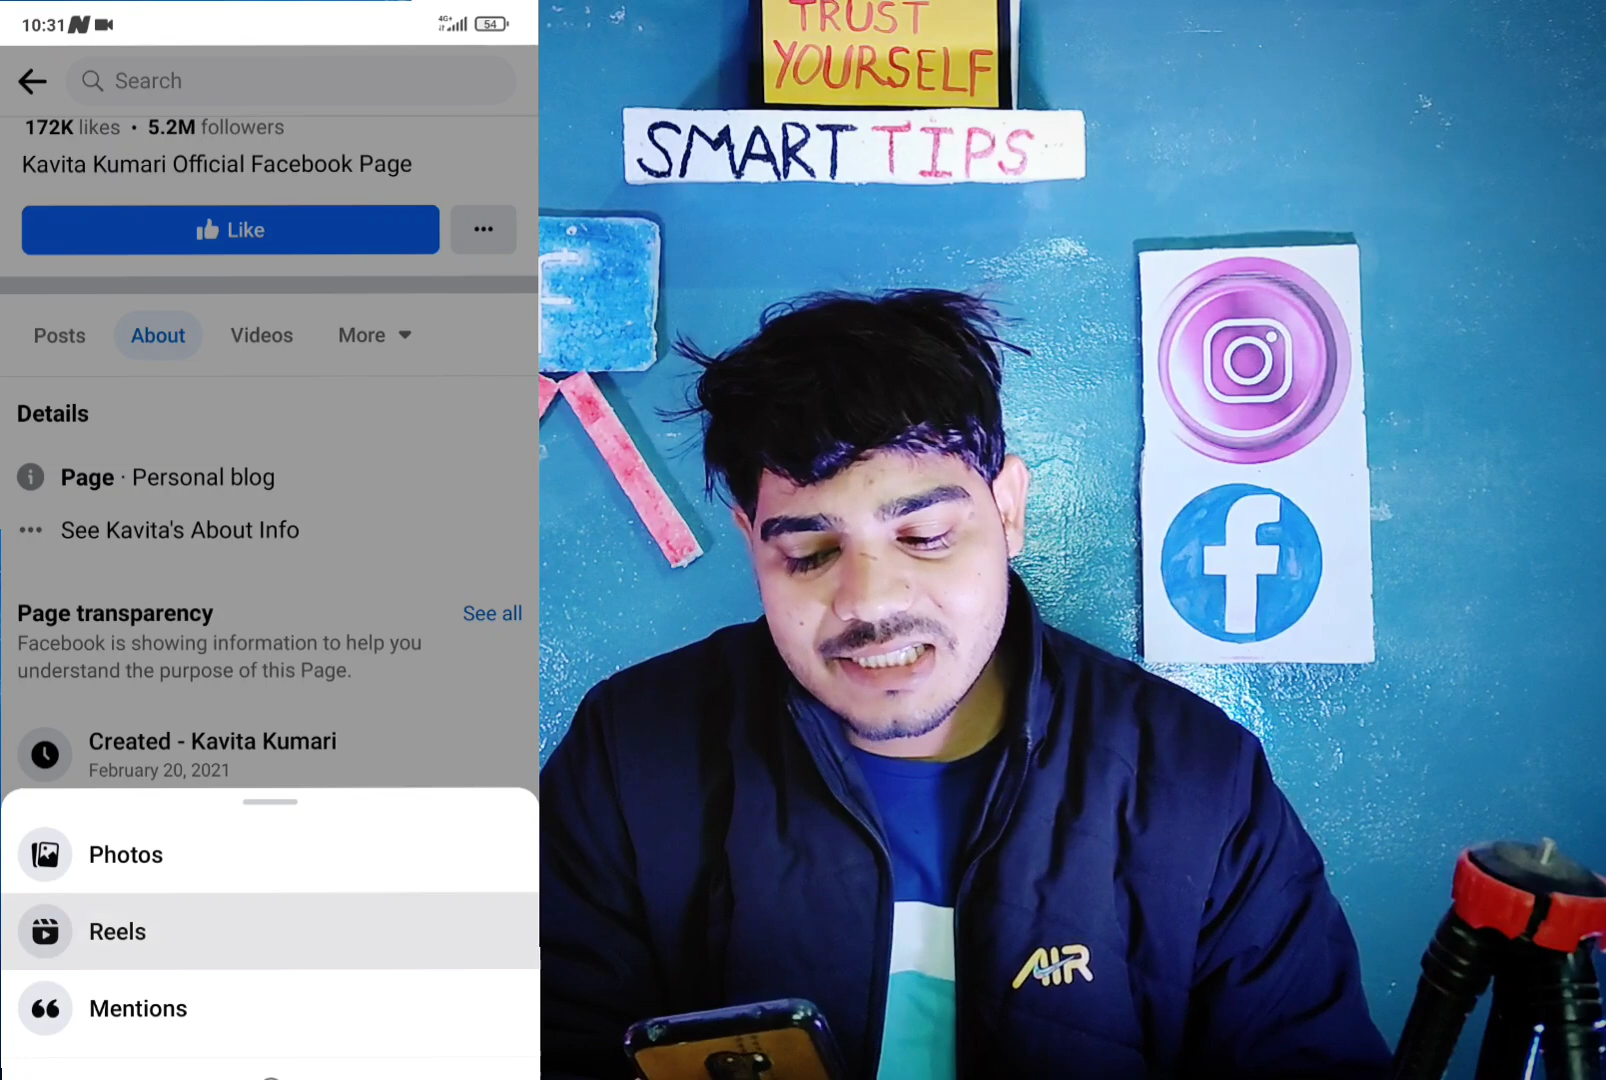 10:31
4G+
54
Search
172K likes • 5.2M followers
Kavita Kumari Official Facebook Page
Like
Posts
About
Videos
More
Details
Page · Personal blog
See Kavita's About Info
Page transparency
See all
Facebook is showing information to help you
understand the purpose of this Page.
Created - Kavita Kumari
February 20, 2021
Photos
Reels
Mentions
TRUST
YOURSELF
SMART TIPS
AIR